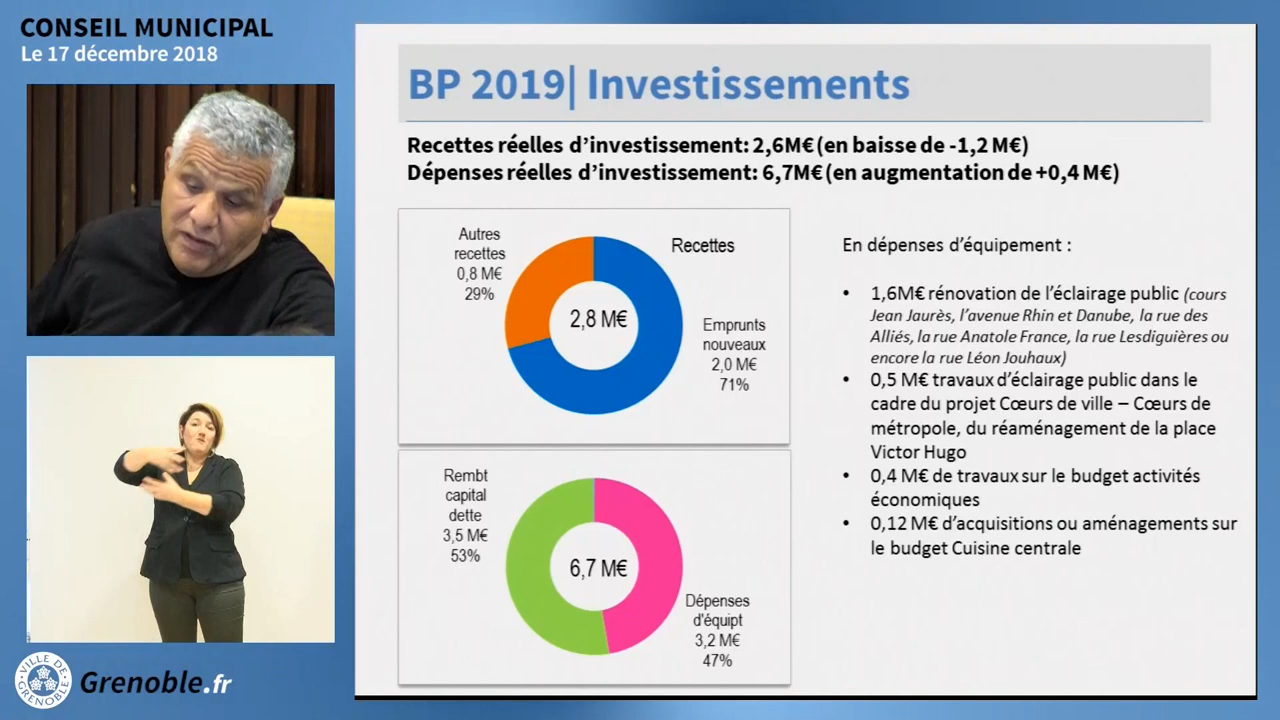 CONSEIL MUNICIPAL
Le 17 décembre 2018
BP 2019| Investissements
Recettes réelles d'investissement: 2,6M€ (en baisse de -1,2 M€)
Dépenses réelles d'investissement: 6,7M€ (en augmentation de +0,4 M€)
Autres
recettes
0,8 M€
29%
Recettes
2,8 M€
Emprunts
nouveaux
2,0 M€
71%
Rembt
capital
dette
3,5 M€
53%
6,7 M€
Dépenses
d'équipt
3,2 M€
47%
En dépenses d'équipement :
• 1,6M€ rénovation de l'éclairage public (cours
Jean Jaurès, l'avenue Rhin et Danube, la rue des
Alliés, la rue Anatole France, la rue Lesdiguières ou
encore la rue Léon Jouhaux)
• 0,5 M€ travaux d'éclairage public dans le
cadre du projet Cœurs de ville – Cœurs de
métropole, du réaménagement de la place
Victor Hugo
• 0,4 M€ de travaux sur le budget activités
économiques
• 0,12 M€ d'acquisitions ou aménagements sur
le budget Cuisine centrale
VILLE DE GRENOBLE
Grenoble.fr